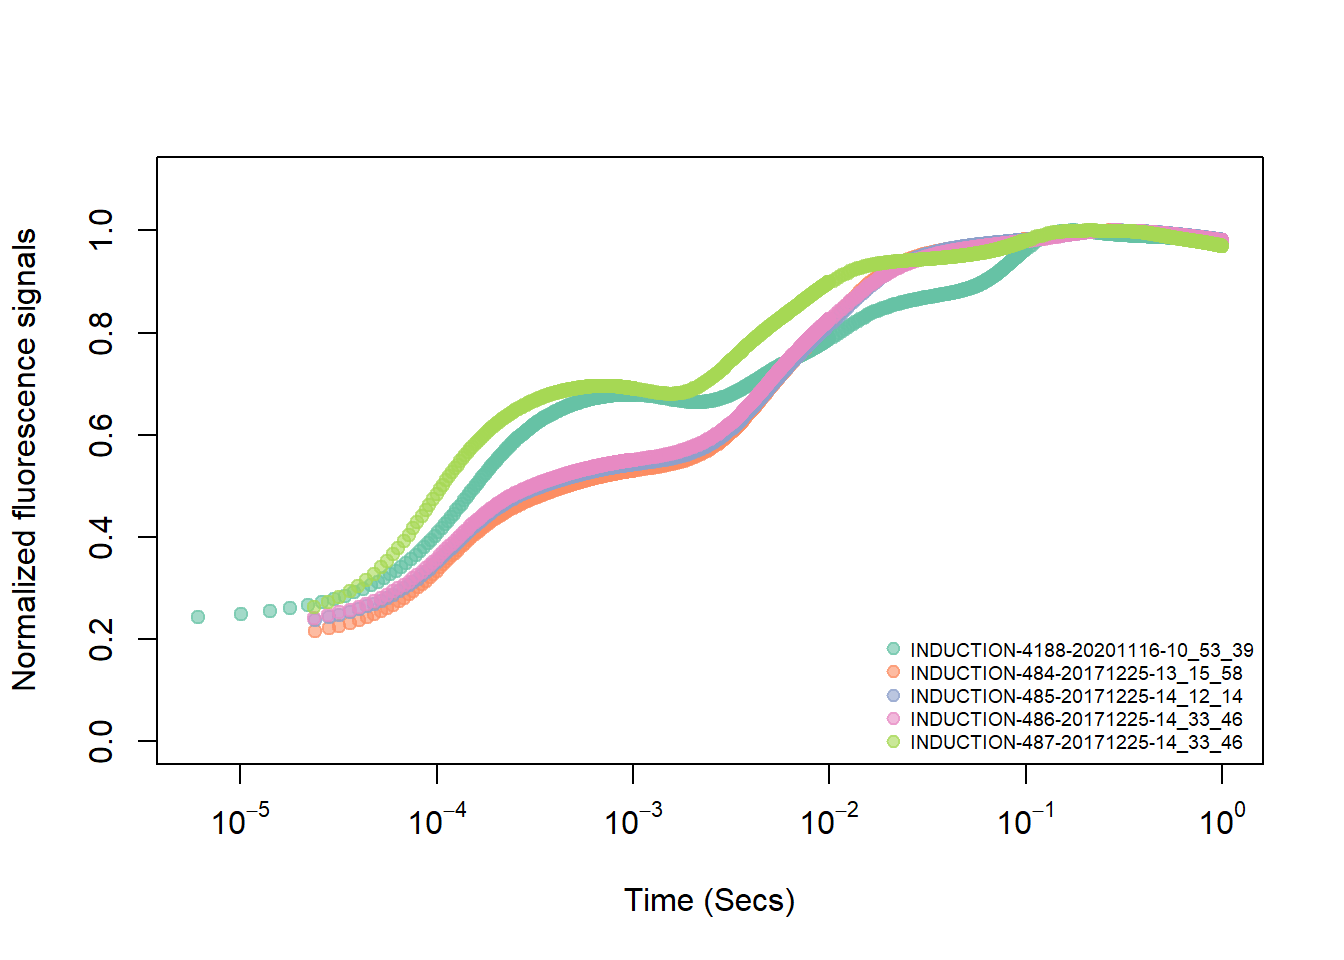 Normalized fluorescence signals
1.0
0.8
0.6
0.4
0.2
0.0
INDUCTION-4188-20201116-10_53_39
INDUCTION-484-20171225-13_15_58
INDUCTION-485-20171225-14_12_14
INDUCTION-486-20171225-14_33_46
INDUCTION-487-20171225-14_33_46
10⁻⁵ 10⁻⁴ 10⁻³ 10⁻² 10⁻¹ 10⁰
Time (Secs)